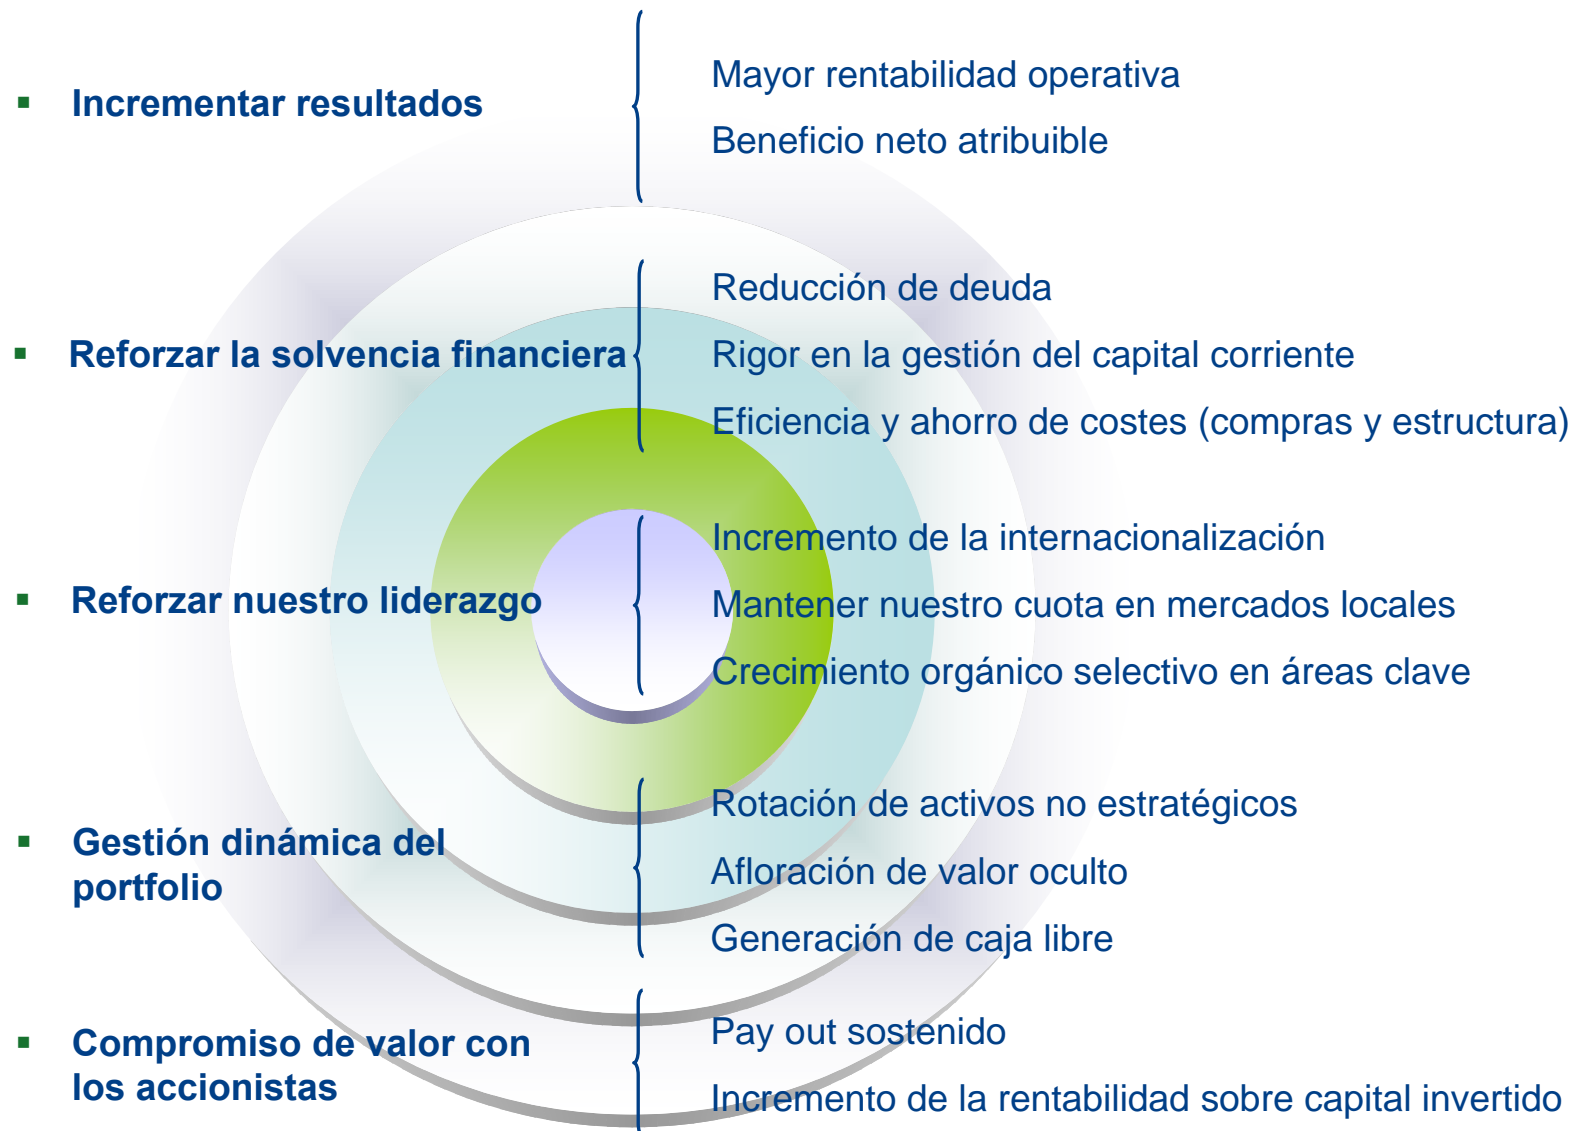 Incrementar resultados
Mayor rentabilidad operativa
Beneficio neto atribuible
Reforzar la solvencia financiera
Reducción de deuda
Rigor en la gestión del capital corriente
Eficiencia y ahorro de costes (compras y estructura)
Reforzar nuestro liderazgo
Incremento de la internacionalización
Mantener nuestro cuota en mercados locales
Crecimiento orgánico selectivo en áreas clave
Gestión dinámica del
portfolio
Rotación de activos no estratégicos
Afloración de valor oculto
Generación de caja libre
Compromiso de valor con
los accionistas
Pay out sostenido
Incremento de la rentabilidad sobre capital invertido